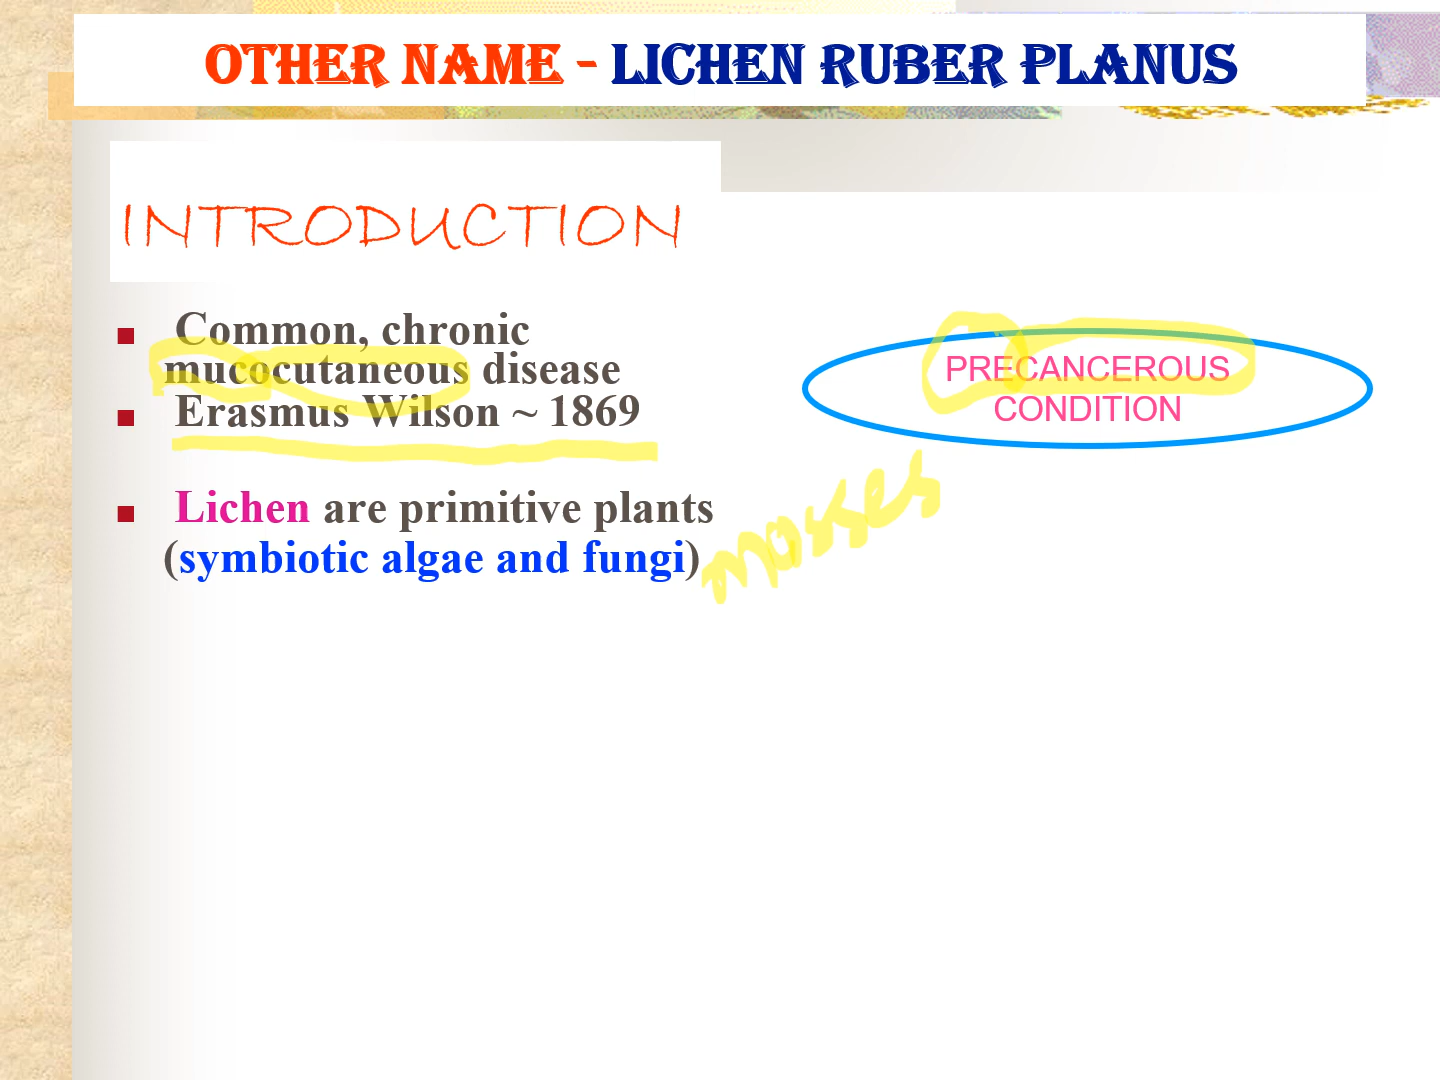 OTHER NAME - LICHEN RUBER PLANUS
INTRODUCTION
Common, chronic
mucocutaneous disease
Erasmus Wilson ~ 1869
PRECANCEROUS
CONDITION
Lichen are primitive plants
(symbiotic algae and fungi)
mosses